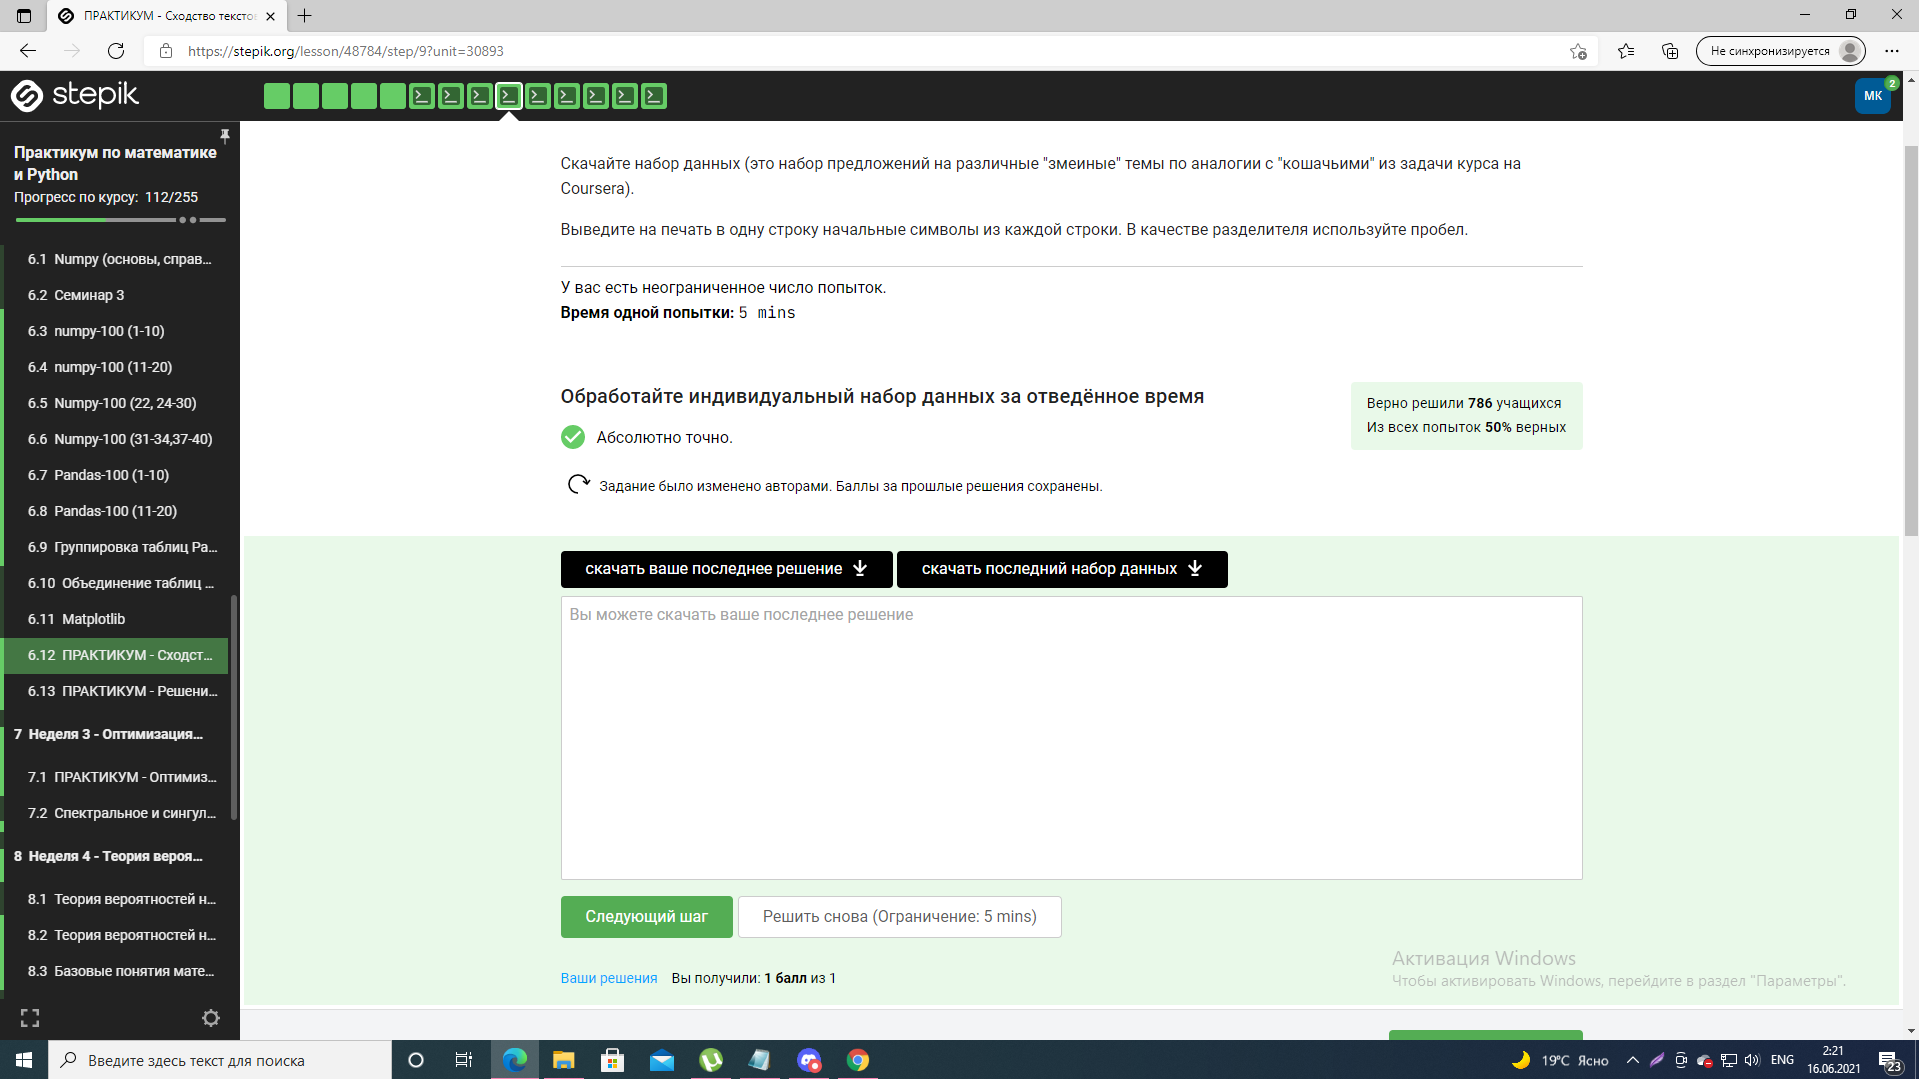 ПРАКТИКУМ - Сходство текстов
https://stepik.org/lesson/48784/step/9?unit=30893
Не синхронизируется
stepik
МК
2
Практикум по математике
и Python
Прогресс по курсу: 112/255
6.1 Numpy (основы, справ...
6.2 Семинар 3
6.3 numpy-100 (1-10)
6.4 numpy-100 (11-20)
6.5 Numpy-100 (22, 24-30)
6.6 Numpy-100 (31-34,37-40)
6.7 Pandas-100 (1-10)
6.8 Pandas-100 (11-20)
6.9 Группировка таблиц Pa...
6.10 Объединение таблиц ...
6.11 Matplotlib
6.12 ПРАКТИКУМ - Сходст...
6.13 ПРАКТИКУМ - Решени...
7 Неделя 3 - Оптимизация...
7.1 ПРАКТИКУМ - Оптимиз...
7.2 Спектральное и сингул...
8 Неделя 4 - Теория вероя...
8.1 Теория вероятностей н...
8.2 Теория вероятностей н...
8.3 Базовые понятия мате...
Скачайте набор данных (это набор предложений на различные "змеиные" темы по аналогии с "кошачьими" из задачи курса на
Coursera).
Выведите на печать в одну строку начальные символы из каждой строки. В качестве разделителя используйте пробел.
У вас есть неограниченное число попыток.
Время одной попытки: 5 mins
Обработайте индивидуальный набор данных за отведённое время
Абсолютно точно.
Задание было изменено авторами. Баллы за прошлые решения сохранены.
Верно решили 786 учащихся
Из всех попыток 50% верных
скачать ваше последнее решение
скачать последний набор данных
Вы можете скачать ваше последнее решение
Следующий шаг
Решить снова (Ограничение: 5 mins)
Ваши решения Вы получили: 1 балл из 1
Активация Windows
Чтобы активировать Windows, перейдите в раздел "Параметры".
Введите здесь текст для поиска
19°C Ясно
ENG
2:21
16.06.2021
23